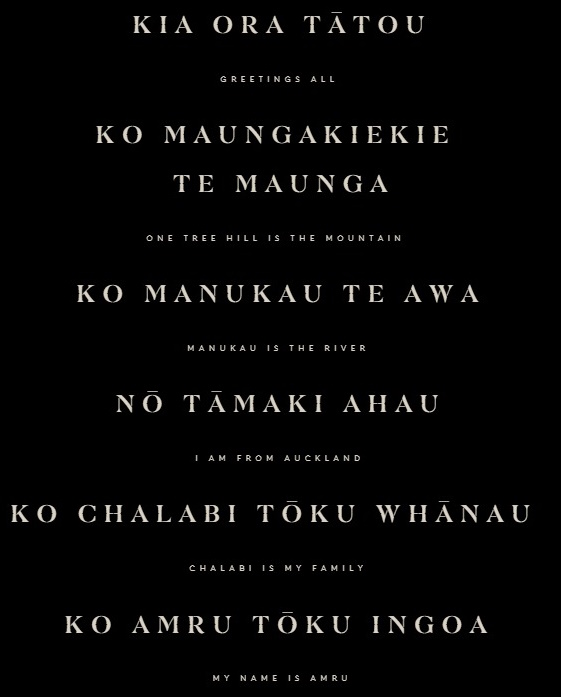 KIA ORA TĀTOU
GREETINGS ALL
KO MAUNGAKIEKIE
TE MAUNGA
ONE TREE HILL IS THE MOUNTAIN
KO MANUKAU TE AWA
MANUKAU IS THE RIVER
NŌ TĀMAKI AHAU
I AM FROM AUCKLAND
KO CHALABI TŌKU WHĀNAU
CHALABI IS MY FAMILY
KO AMRU TŌKU INGOA
MY NAME IS AMRU